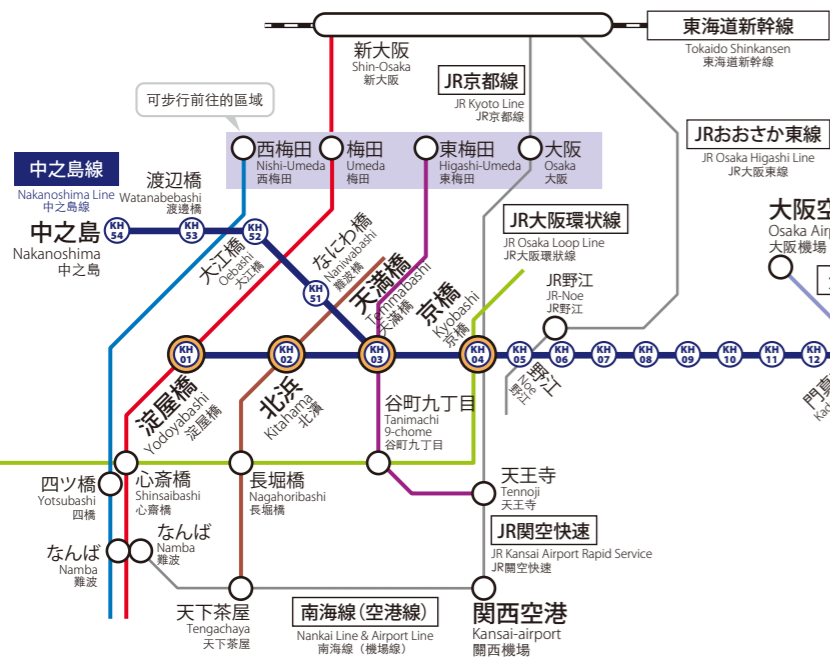 東海道新幹線
Tokaido Shinkansen
東海道新幹線
新大阪
Shin-Osaka
新大阪
JR京都線
JR Kyoto Line
JR京都線
可步行前往的區域
JRおおさか東線
JR Osaka Higashi Line
JR大阪東線
西梅田
Nishi-Umeda
西梅田
梅田
Umeda
梅田
東梅田
Higashi-Umeda
東梅田
大阪
Osaka
大阪
中之島線
Nakanoshima Line
中之島線
渡辺橋
Watanabebashi
渡邊橋
中之島
Nakanoshima
中之島
KH
54
KH
53
KH
52
KH
51
大江橋
Oebashi
大江橋
なにわ橋
Naniwabashi
難波橋
天満橋
Temmabashi
天滿橋
京橋
Kyobashi
京橋
JR大阪環状線
JR Osaka Loop Line
JR大阪環狀線
JR野江
JR-Noe
JR野江
大阪空
Osaka Airp
大阪機場
KH
01
KH
02
KH
03
KH
04
KH
05
KH
06
KH
07
KH
08
KH
09
KH
10
KH
11
KH
12
淀屋橋
Yodoyabashi
淀屋橋
北浜
Kitahama
北濱
野江
Noe
野江
門真
Kad
谷町九丁目
Tanimachi
9-chome
谷町九丁目
四ツ橋
Yotsubashi
四橋
心斎橋
Shinsaibashi
心齋橋
長堀橋
Nagahoribashi
長堀橋
天王寺
Tennoji
天王寺
なんば
Namba
難波
なんば
Namba
難波
JR関空快速
JR Kansai Airport Rapid Service
JR關空快速
天下茶屋
Tengachaya
天下茶屋
南海線(空港線)
Nankai Line & Airport Line
南海線（機場線）
関西空港
Kansai-airport
關西機場